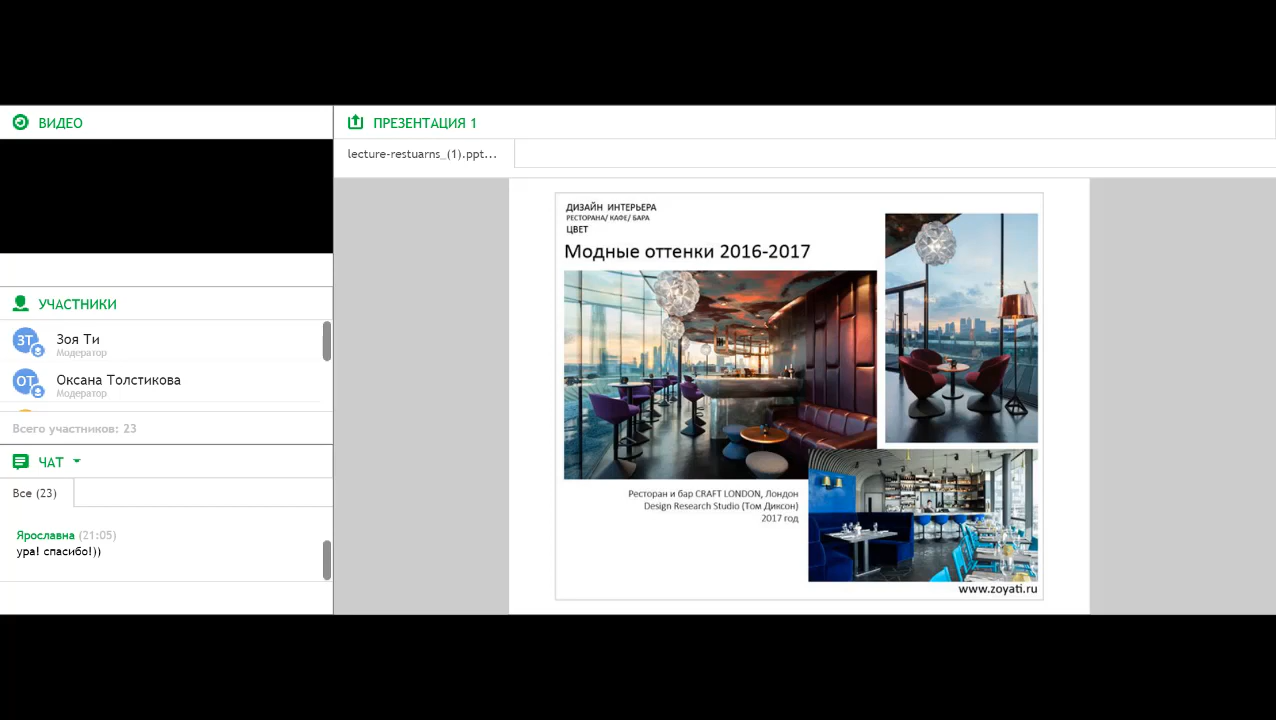 ВИДЕО
УЧАСТНИКИ
ЗТ
Зоя Ти
Модератор
ОТ
Оксана Толстикова
Модератор
Всего участников: 23
ЧАТ
Все (23)
Ярославна (21:05)
ура! спасибо!))
ПРЕЗЕНТАЦИЯ 1
lecture-restuarns_(1).ppt...
ДИЗАЙН ИНТЕРЬЕРА
РЕСТОРАНА/ КАФЕ/ БАРА
ЦВЕТ
Модные оттенки 2016-2017
Ресторан и бар CRAFT LONDON, Лондон
Design Research Studio (Том Диксон)
2017 год
www.zoyati.ru